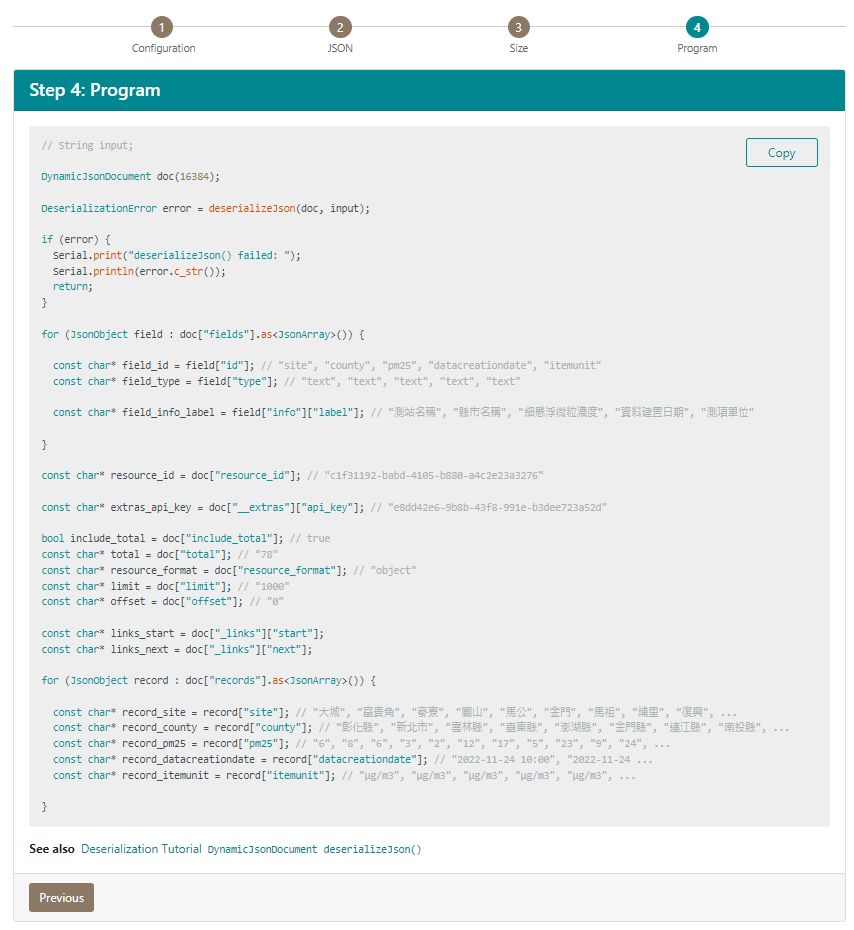 1
2
3
4
Configuration
JSON
Size
Program
Step 4: Program
Copy
// String input;
DynamicJsonDocument doc(16384);
DeserializationError error = deserializeJson(doc, input);
if (error) {
  Serial.print("deserializeJson() failed: ");
  Serial.println(error.c_str());
  return;
}
for (JsonObject field : doc["fields"].as<JsonArray>()) {
  const char* field_id = field["id"]; // "site", "county", "pm25", "datacreationdate", "itemunit"
  const char* field_type = field["type"]; // "text", "text", "text", "text", "text"
  const char* field_info_label = field["info"]["label"]; // "測站名稱", "縣市名稱", "細懸浮微粒濃度", "資料建置日期", "測項單位"
}
const char* resource_id = doc["resource_id"]; // "c1f31192-babd-4105-b880-a4c2e23a3276"
const char* extras_api_key = doc["__extras"]["api_key"]; // "e8dd42e6-9b8b-43f8-991e-b3dee723a52d"
bool include_total = doc["include_total"]; // true
const char* total = doc["total"]; // "78"
const char* resource_format = doc["resource_format"]; // "object"
const char* limit = doc["limit"]; // "1000"
const char* offset = doc["offset"]; // "0"
const char* links_start = doc["_links"]["start"];
const char* links_next = doc["_links"]["next"];
for (JsonObject record : doc["records"].as<JsonArray>()) {
  const char* record_site = record["site"]; // "大城", "富貴角", "麥寮", "關山", "馬公", "金門", "馬祖", "埔里", "復興", ...
  const char* record_county = record["county"]; // "彰化縣", "新北市", "雲林縣", "臺東縣", "澎湖縣", "金門縣", "連江縣", "南投縣", ...
  const char* record_pm25 = record["pm25"]; // "6", "8", "6", "3", "2", "12", "17", "5", "23", "9", "24", ...
  const char* record_datacreationdate = record["datacreationdate"]; // "2022-11-24 10:00", "2022-11-24 ...
  const char* record_itemunit = record["itemunit"]; // "μg/m3", "μg/m3", "μg/m3", "μg/m3", "μg/m3", ...
}
See also Deserialization Tutorial DynamicJsonDocument deserializeJson()
Previous